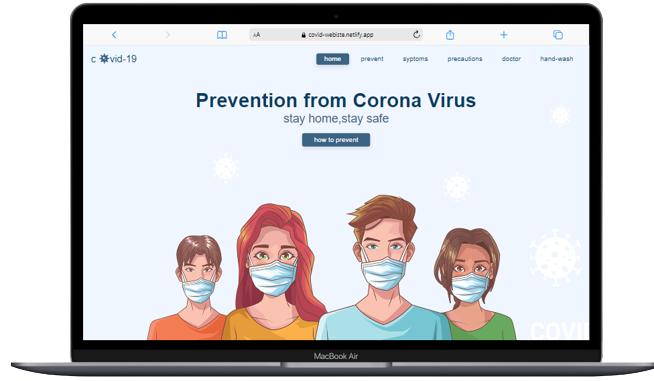 AA covid-webiste.netlify.app
c vid-19
home prevent syptoms precautions doctor hand-wash
Prevention from Corona Virus
stay home,stay safe
how to prevent
COVI
MacBook Air